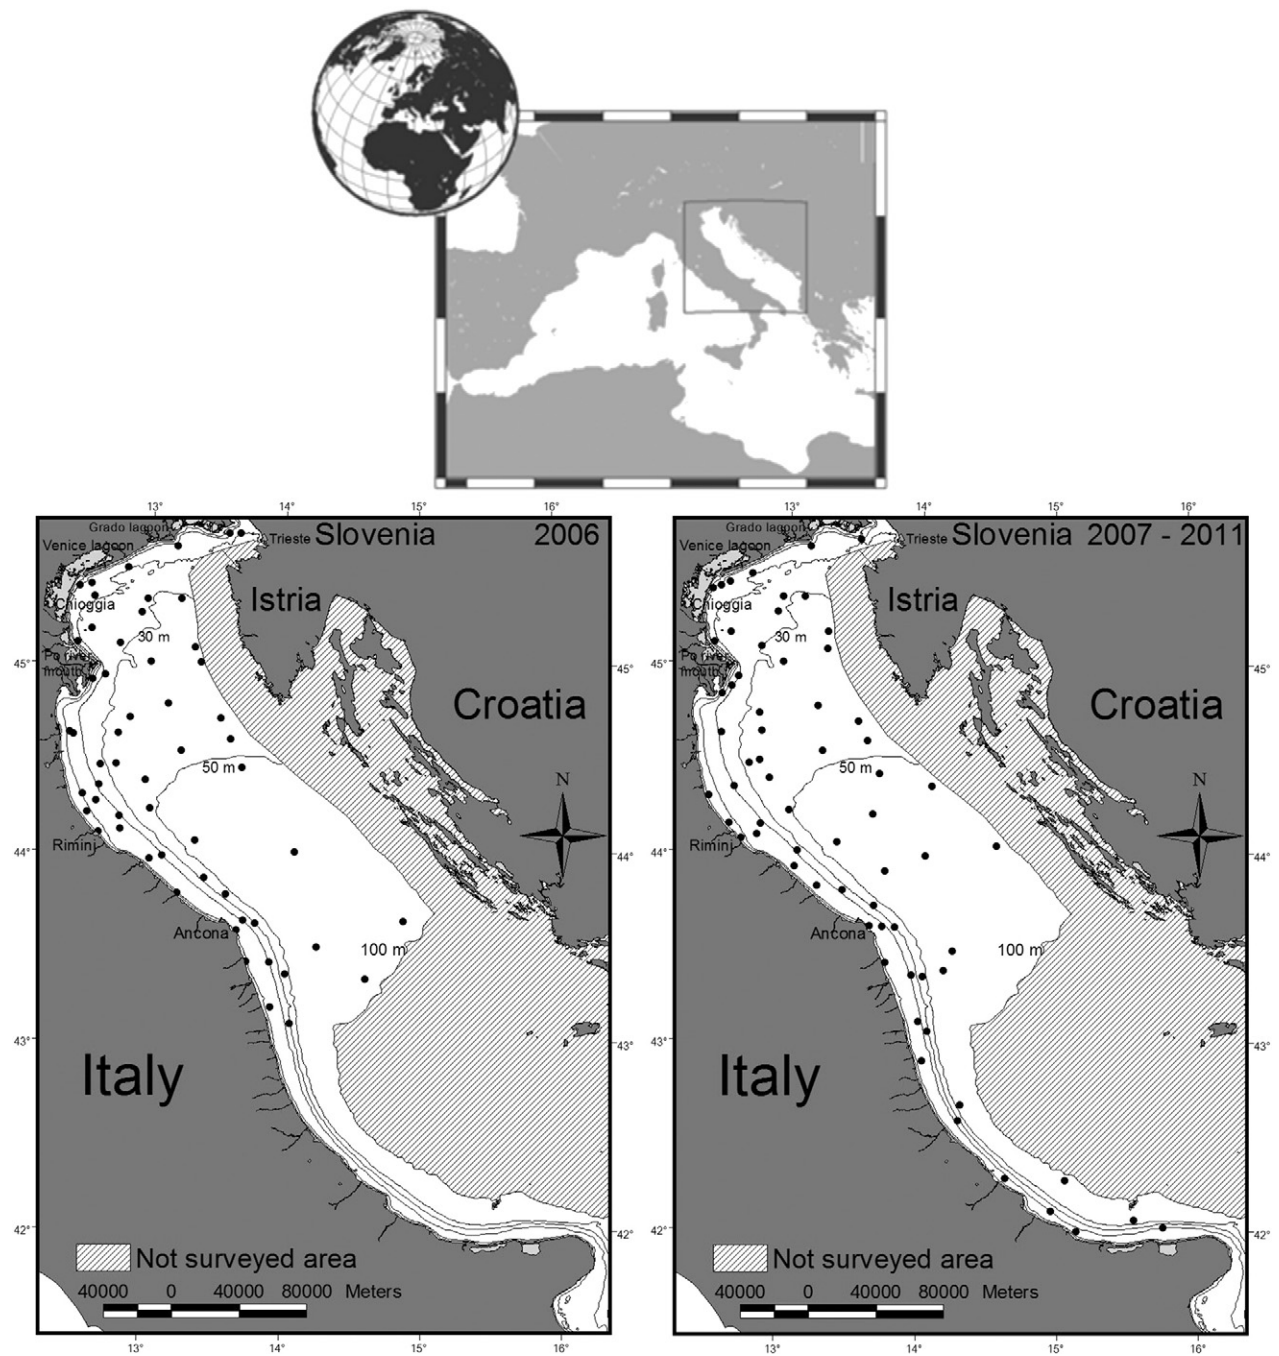 13° 14° 15° 16°
13° 14° 15° 16°
Grado lagoon
Venice lagoon
Trieste
Slovenia 2006
Chioggia
Istria
30 m
Po river
mouth
45°
Croatia
50 m
N
44°
Rimini
Ancona
100 m
43°
Italy
42°
Not surveyed area
40000 0 40000 80000 Meters
13° 14° 15° 16°
Grado lagoon
Venice lagoon
Trieste
Slovenia 2007 - 2011
Chioggia
Istria
30 m
Po river
mouth
45° 45°
Croatia
50 m
N
44° 44°
Rimini
Ancona
100 m
43° 43°
Italy
42° 42°
Not surveyed area
40000 0 40000 80000 Meters
13° 14° 15° 16°